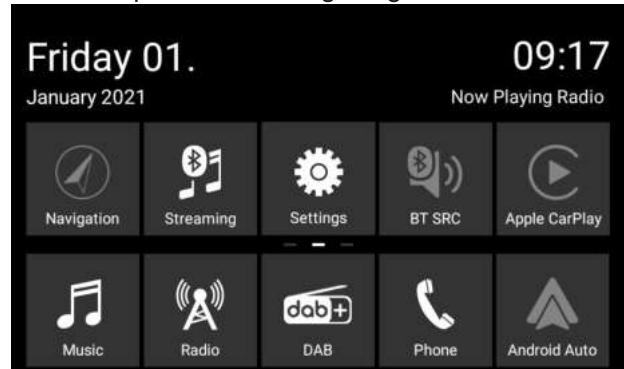 Friday 01.
09:17
January 2021
Now Playing Radio
Navigation
Streaming
Settings
BT SRC
Apple CarPlay
dab+
Music
Radio
DAB
Phone
Android Auto